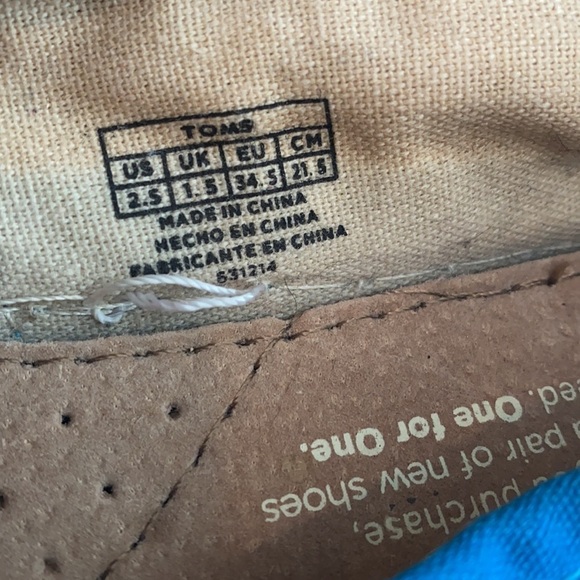 TOMS
US UK EU CM
2.5 1.5 34.5 21.5
MADE IN CHINA
HECHO EN CHINA
FABRICANTE EN CHINA
531214
purchase,
pair of new shoes
ed. One for One.